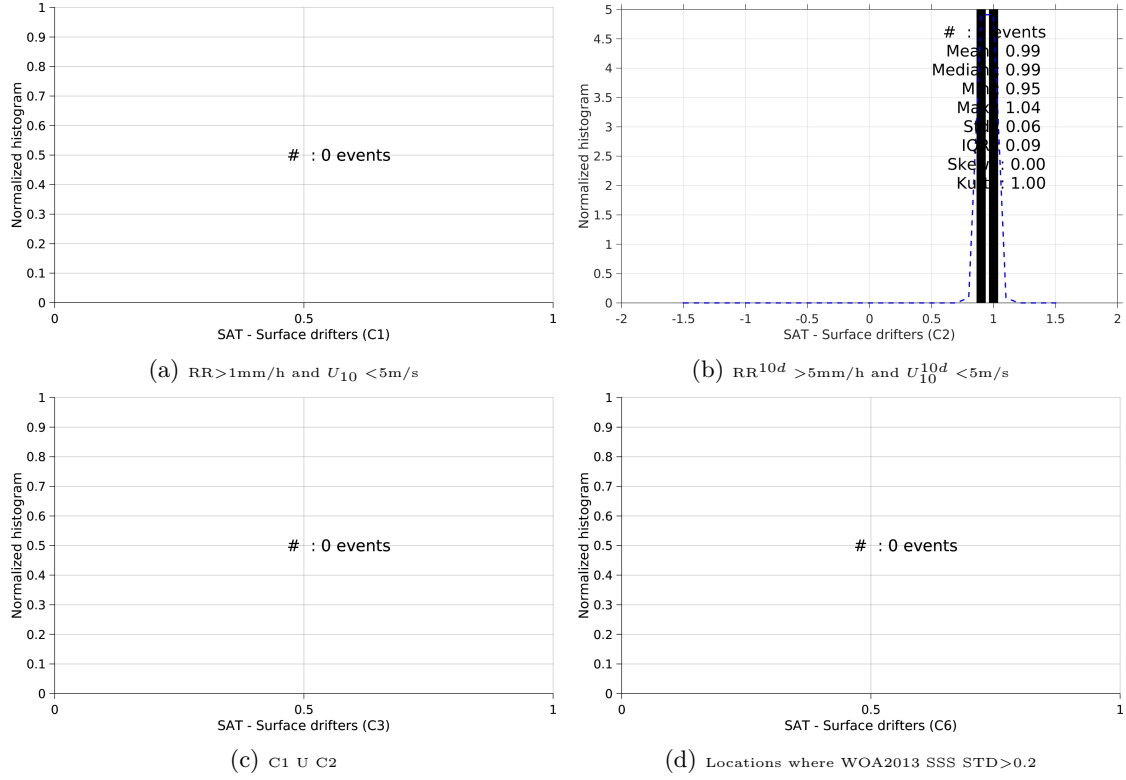 1
0.9
0.8
0.7
0.6
0.5
0.4
0.3
0.2
0.1
0
Normalized histogram
# : 0 events
0
0.5
1
SAT - Surface drifters (C1)
(a) RR>1mm/h and U10 <5m/s
5
4.5
4
3.5
3
2.5
2
1.5
1
0.5
0
Normalized histogram
# : events
Mean : 0.99
Median : 0.99
Min : 0.95
Max : 1.04
Std : 0.06
IQR : 0.09
Skew : 0.00
Kurt : 1.00
-2
-1.5
-1
-0.5
0
0.5
1
1.5
2
SAT - Surface drifters (C2)
(b) RR10d >5mm/h and U10d10 <5m/s
1
0.9
0.8
0.7
0.6
0.5
0.4
0.3
0.2
0.1
0
Normalized histogram
# : 0 events
0
0.5
1
SAT - Surface drifters (C3)
(c) C1 U C2
1
0.9
0.8
0.7
0.6
0.5
0.4
0.3
0.2
0.1
0
Normalized histogram
# : 0 events
0
0.5
1
SAT - Surface drifters (C6)
(d) Locations where WOA2013 SSS STD>0.2